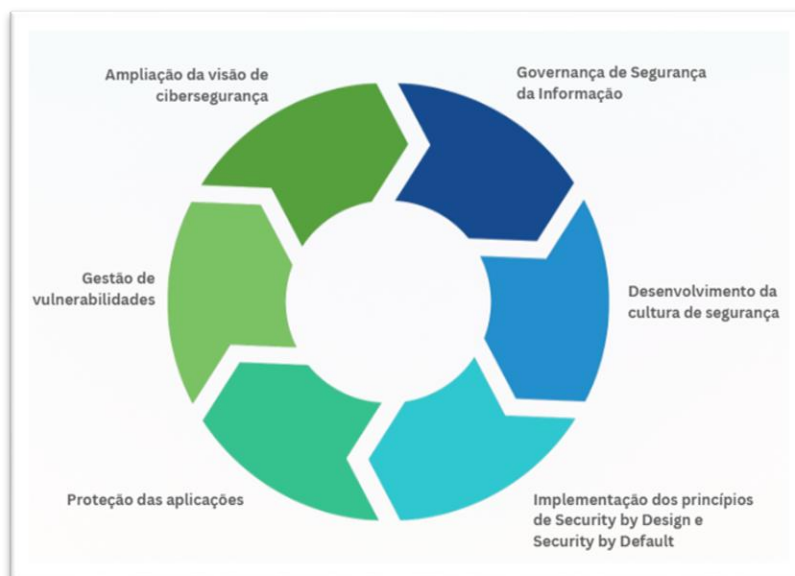 Ampliação da visão de
cibersegurança
Governança de Segurança
da Informação
Gestão de
vulnerabilidades
Desenvolvimento da
cultura de segurança
Proteção das aplicações
Implementação dos princípios
de Security by Design e
Security by Default